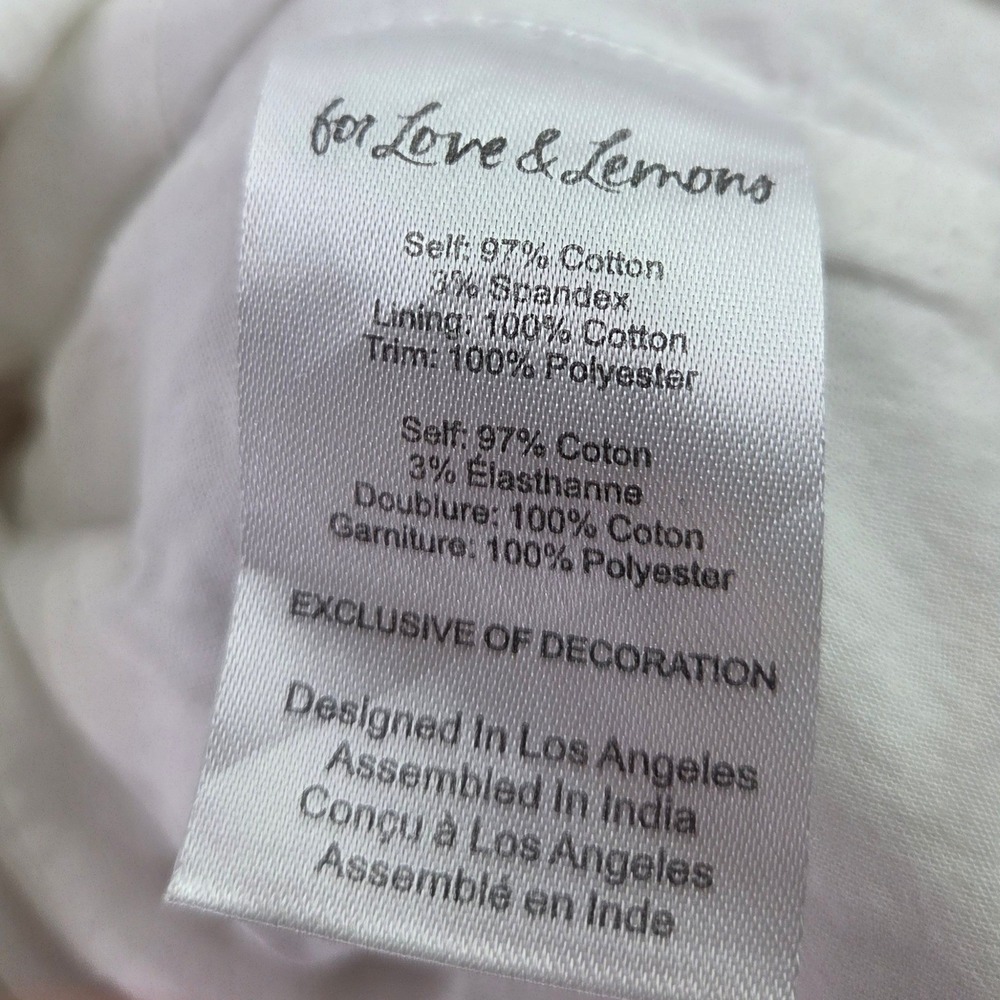 for Love & Lemons
Self: 97% Cotton
3% Spandex
Lining: 100% Cotton
Trim: 100% Polyester
Self: 97% Coton
3% Élasthanne
Doublure: 100% Coton
Garniture: 100% Polyester
EXCLUSIVE OF DECORATION
Designed In Los Angeles
Assembled In India
Conçu à Los Angeles
Assemblé en Inde